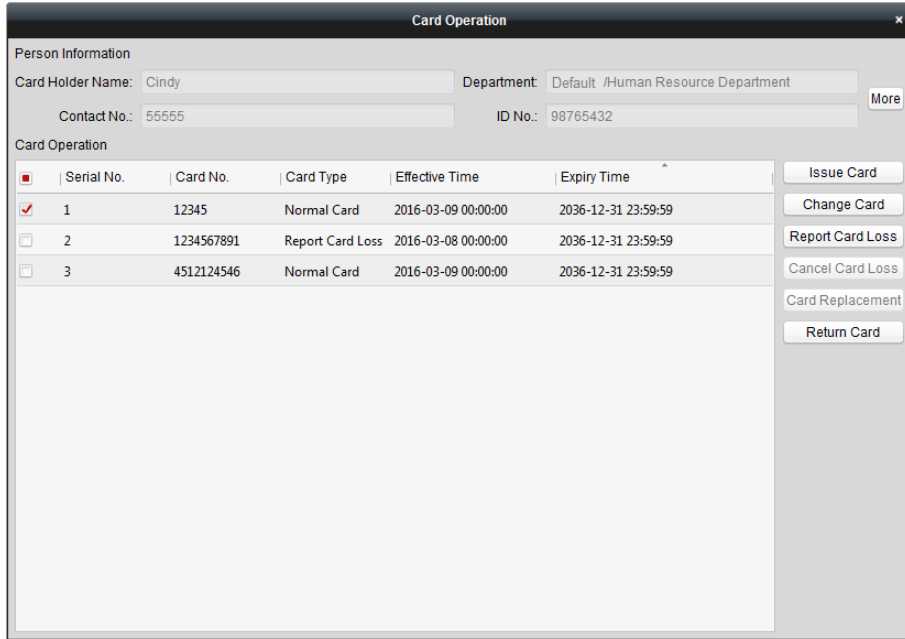 Card Operation
Person Information
Card Holder Name: Cindy Department: Default /Human Resource Department
More
Contact No.: 55555 ID No.: 98765432
Card Operation
Serial No. Card No. Card Type Effective Time Expiry Time Issue Card
1 12345 Normal Card 2016-03-09 00:00:00 2036-12-31 23:59:59 Change Card
2 1234567891 Report Card Loss 2016-03-08 00:00:00 2036-12-31 23:59:59 Report Card Loss
3 4512124546 Normal Card 2016-03-09 00:00:00 2036-12-31 23:59:59 Cancel Card Loss
Card Replacement
Return Card